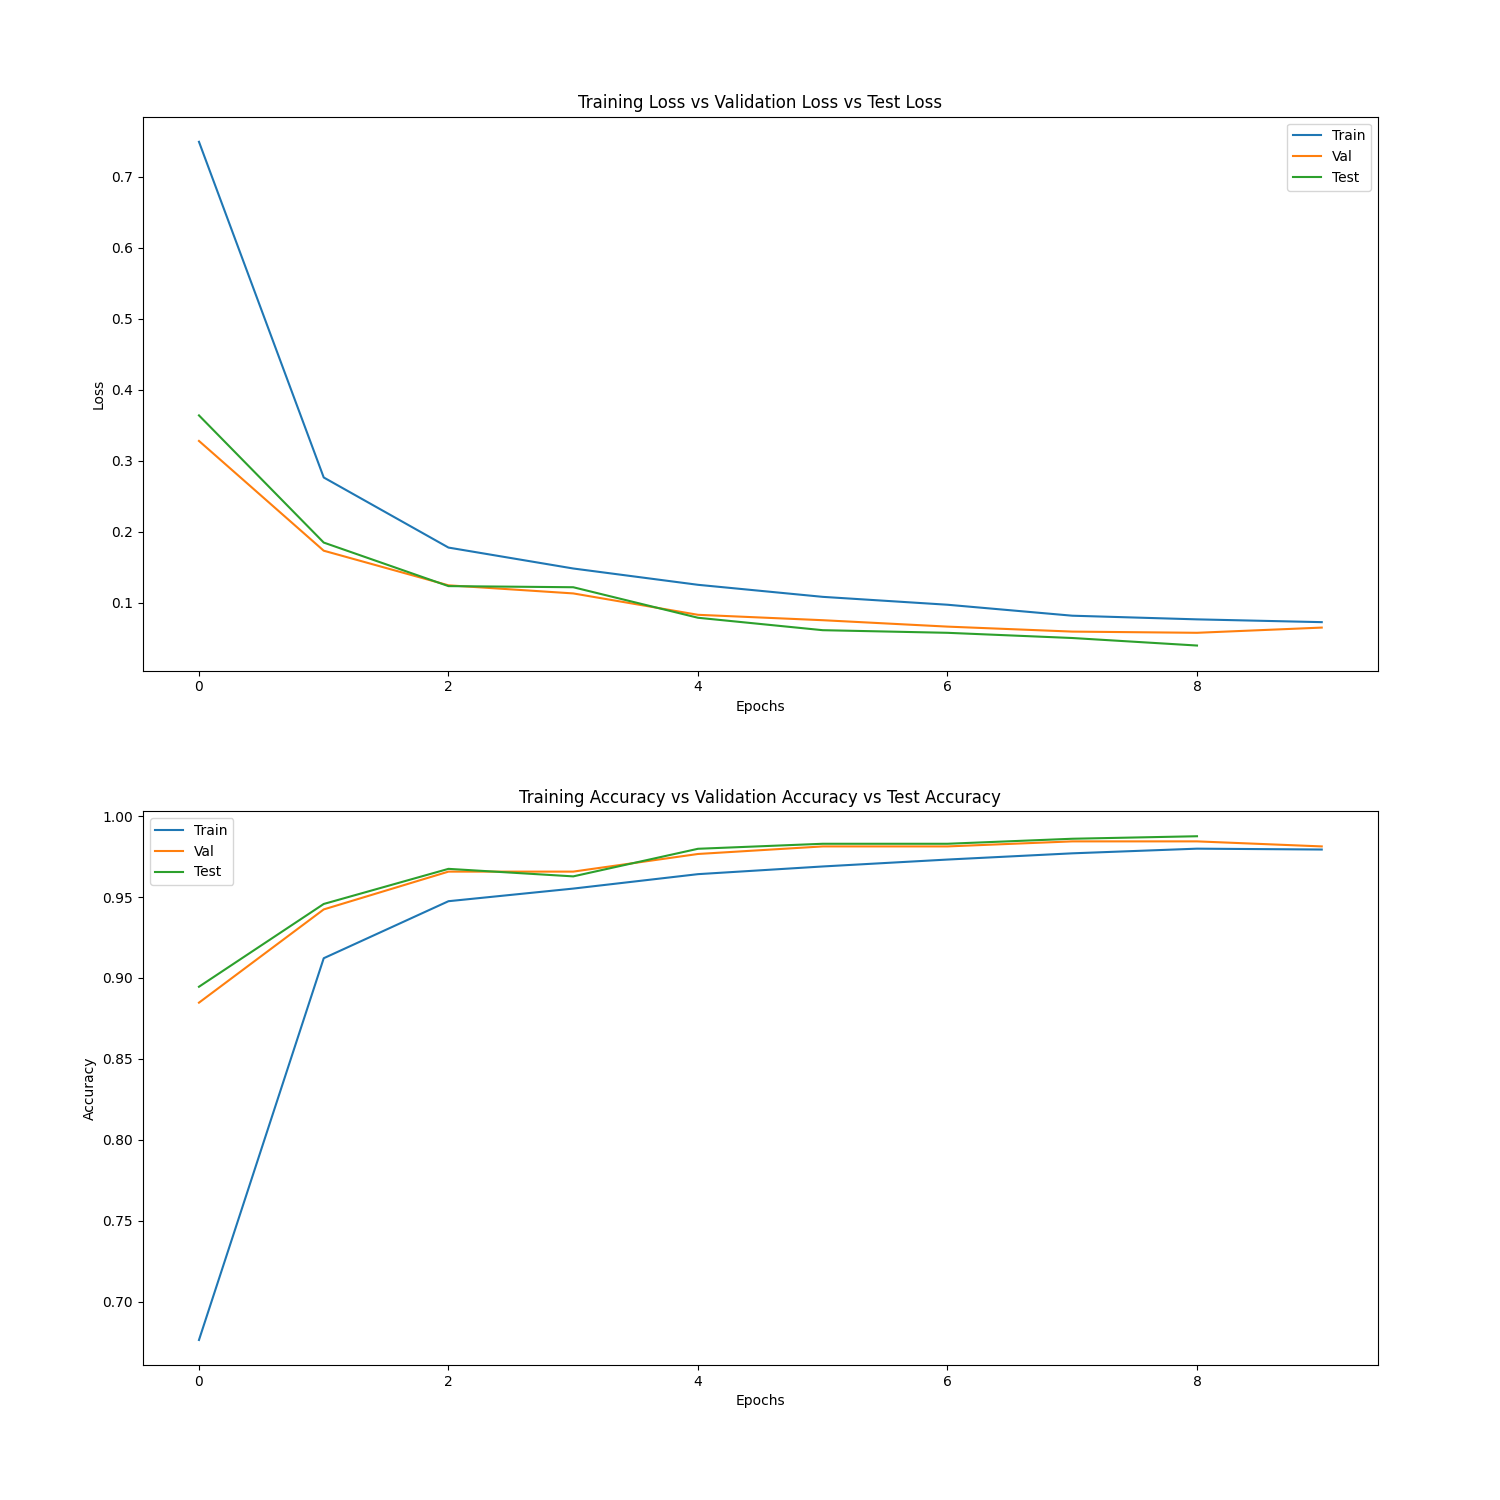 Training Loss vs Validation Loss vs Test Loss
Train
Val
Test
0.7
0.6
0.5
0.4
0.3
0.2
0.1
Loss
0 2 4 6 8
Epochs
Training Accuracy vs Validation Accuracy vs Test Accuracy
Train
Val
Test
1.00
0.95
0.90
0.85
0.80
0.75
0.70
Accuracy
0 2 4 6 8
Epochs